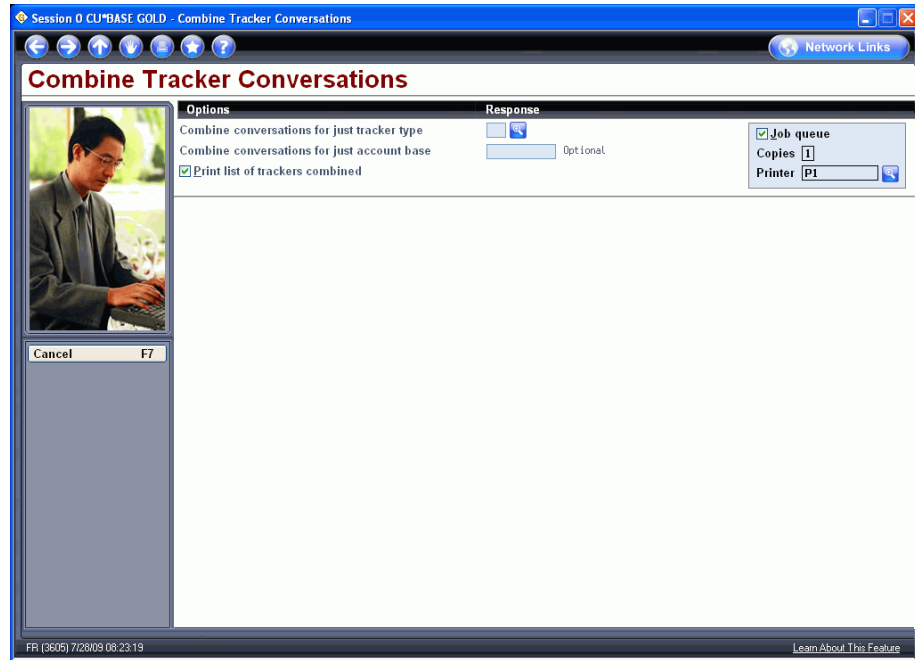 Session 0 CU*BASE GOLD - Combine Tracker Conversations
Network Links
Combine Tracker Conversations
Options Response
Combine conversations for just tracker type
Combine conversations for just account base Optional
Print list of trackers combined
Job queue
Copies 1
Printer P1
Cancel F7
FR (3605) 7/28/09 08:23:19
Learn About This Feature